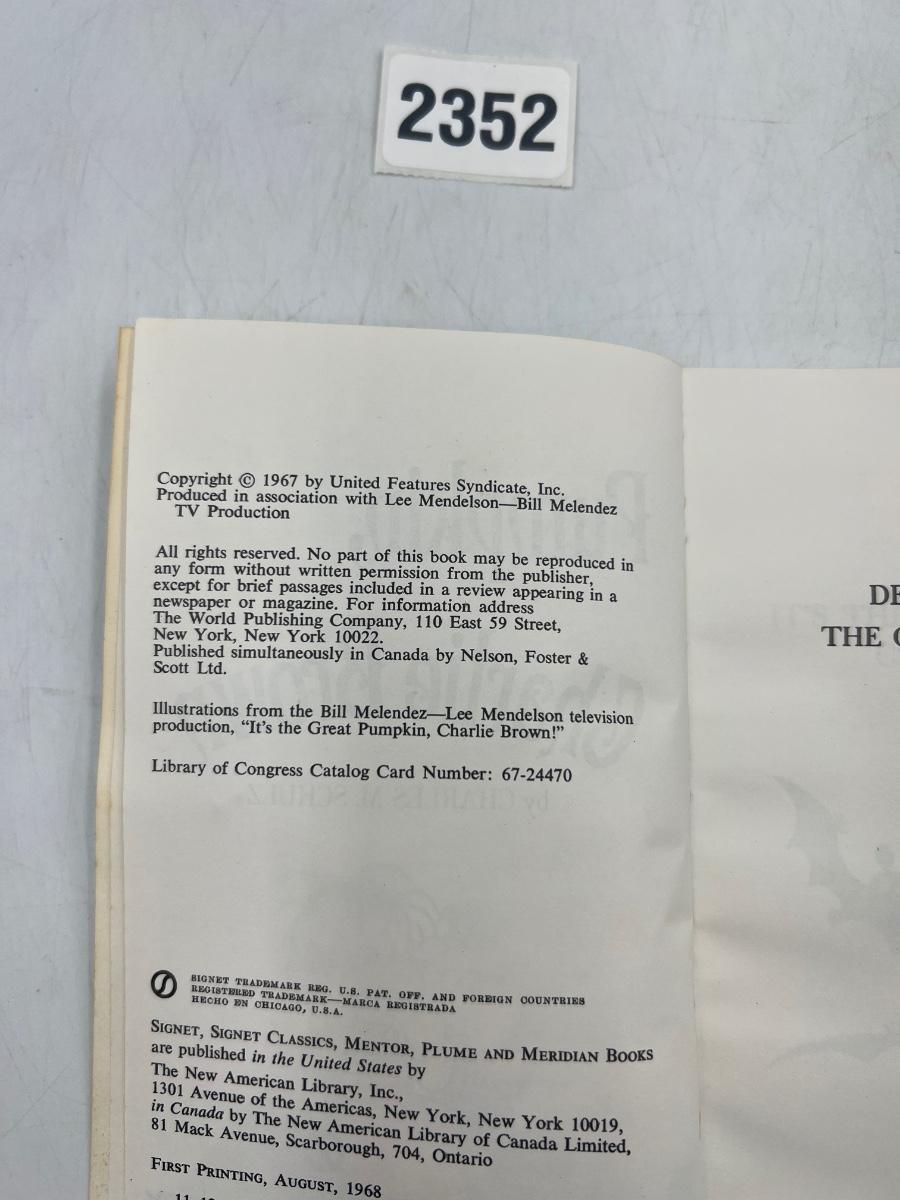 2352
Copyright © 1967 by United Features Syndicate, Inc.
Produced in association with Lee Mendelson—Bill Melendez
TV Production
All rights reserved. No part of this book may be reproduced in
any form without written permission from the publisher,
except for brief passages included in a review appearing in a
newspaper or magazine. For information address
The World Publishing Company, 110 East 59 Street,
New York, New York 10022.
Published simultaneously in Canada by Nelson, Foster &
Scott Ltd.
Illustrations from the Bill Melendez—Lee Mendelson television
production, “It's the Great Pumpkin, Charlie Brown!”
Library of Congress Catalog Card Number: 67-24470
SIGNET TRADEMARK REG. U.S. PAT. OFF. AND FOREIGN COUNTRIES
REGISTERED TRADEMARK—MARCA REGISTRADA
HECHO EN CHICAGO, U.S.A.
SIGNET, SIGNET CLASSICS, MENTOR, PLUME AND MERIDIAN BOOKS
are published in the United States by
The New American Library, Inc.,
1301 Avenue of the Americas, New York, New York 10019,
in Canada by The New American Library of Canada Limited,
81 Mack Avenue, Scarborough, 704, Ontario
FIRST PRINTING, AUGUST, 1968
THE